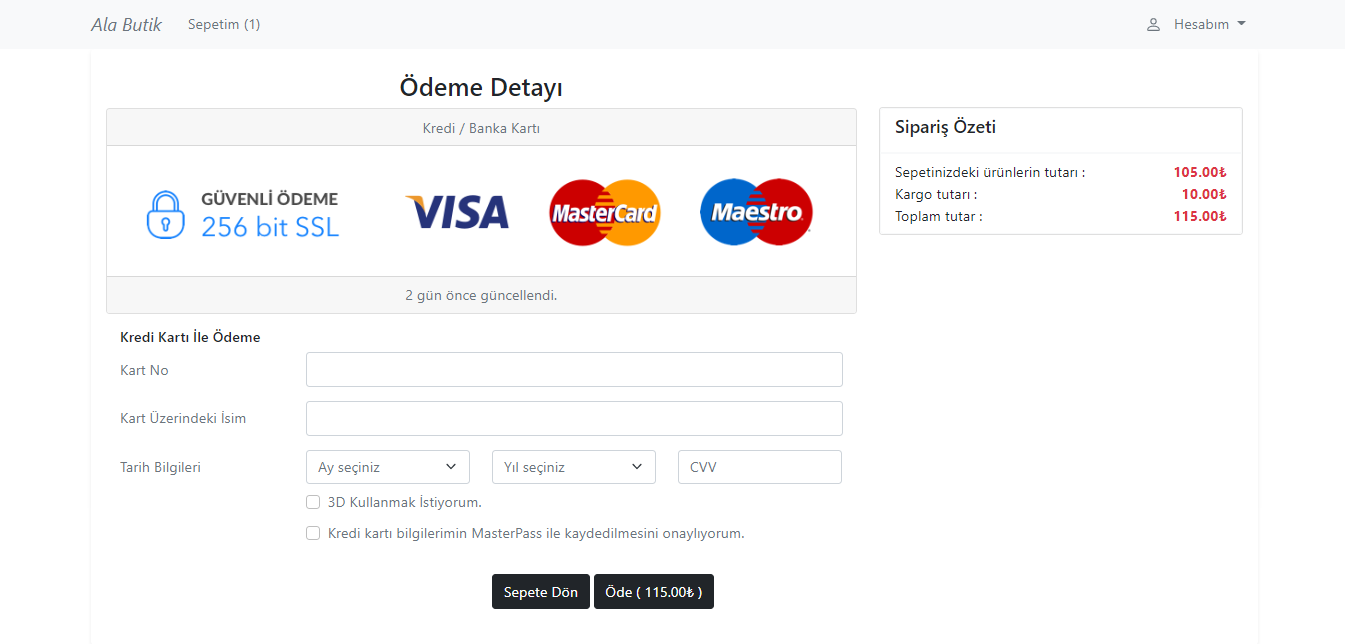 Ala Butik Sepetim (1) Hesabım
Ödeme Detayı
Kredi / Banka Kartı
GÜVENLİ ÖDEME
256 bit SSL
VISA
MasterCard
Maestro
2 gün önce güncellendi.
Sipariş Özeti
Sepetinizdeki ürünlerin tutarı : 105.00₺
Kargo tutarı : 10.00₺
Toplam tutar : 115.00₺
Kredi Kartı İle Ödeme
Kart No
Kart Üzerindeki İsim
Tarih Bilgileri Ay seçiniz Yıl seçiniz CVV
3D Kullanmak İstiyorum.
Kredi kartı bilgilerimin MasterPass ile kaydedilmesini onaylıyorum.
Sepete Dön Öde ( 115.00₺ )